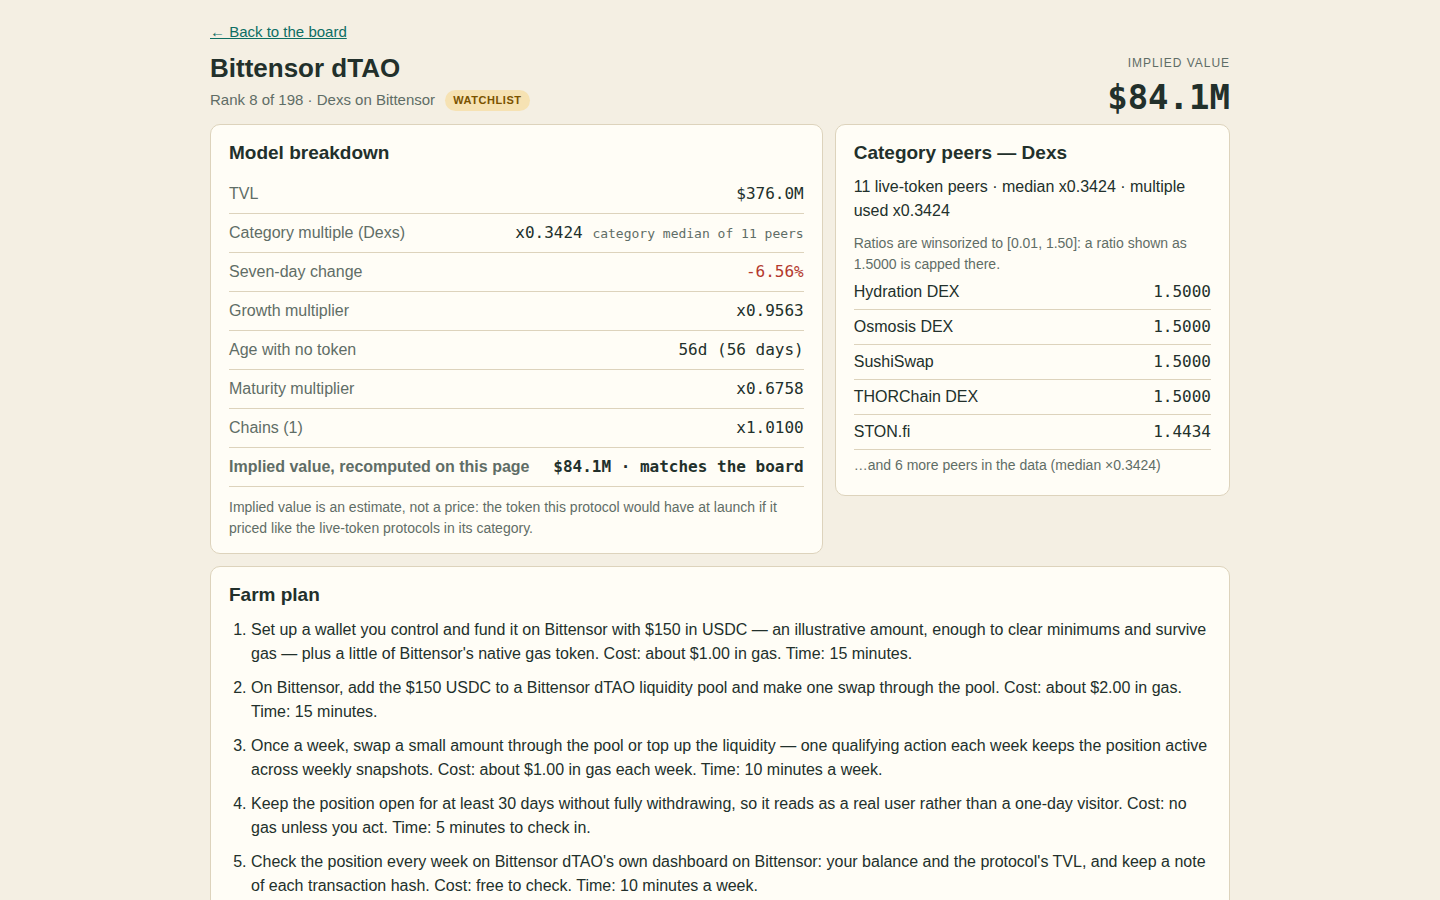 ← Back to the board
Bittensor dTAO
Rank 8 of 198 · Dexs on Bittensor WATCHLIST
IMPLIED VALUE
$84.1M
Model breakdown
TVL $376.0M
Category multiple (Dexs) x0.3424 category median of 11 peers
Seven-day change -6.56%
Growth multiplier x0.9563
Age with no token 56d (56 days)
Maturity multiplier x0.6758
Chains (1) x1.0100
Implied value, recomputed on this page $84.1M · matches the board
Implied value is an estimate, not a price: the token this protocol would have at launch if it
priced like the live-token protocols in its category.
Category peers — Dexs
11 live-token peers · median x0.3424 · multiple
used x0.3424
Ratios are winsorized to [0.01, 1.50]: a ratio shown as
1.5000 is capped there.
Hydration DEX 1.5000
Osmosis DEX 1.5000
SushiSwap 1.5000
THORChain DEX 1.5000
STON.fi 1.4434
…and 6 more peers in the data (median ×0.3424)
Farm plan
1. Set up a wallet you control and fund it on Bittensor with $150 in USDC — an illustrative amount, enough to clear minimums and survive
gas — plus a little of Bittensor's native gas token. Cost: about $1.00 in gas. Time: 15 minutes.
2. On Bittensor, add the $150 USDC to a Bittensor dTAO liquidity pool and make one swap through the pool. Cost: about $2.00 in gas.
Time: 15 minutes.
3. Once a week, swap a small amount through the pool or top up the liquidity — one qualifying action each week keeps the position active
across weekly snapshots. Cost: about $1.00 in gas each week. Time: 10 minutes a week.
4. Keep the position open for at least 30 days without fully withdrawing, so it reads as a real user rather than a one-day visitor. Cost: no
gas unless you act. Time: 5 minutes to check in.
5. Check the position every week on Bittensor dTAO's own dashboard on Bittensor: your balance and the protocol's TVL, and keep a note
of each transaction hash. Cost: free to check. Time: 10 minutes a week.